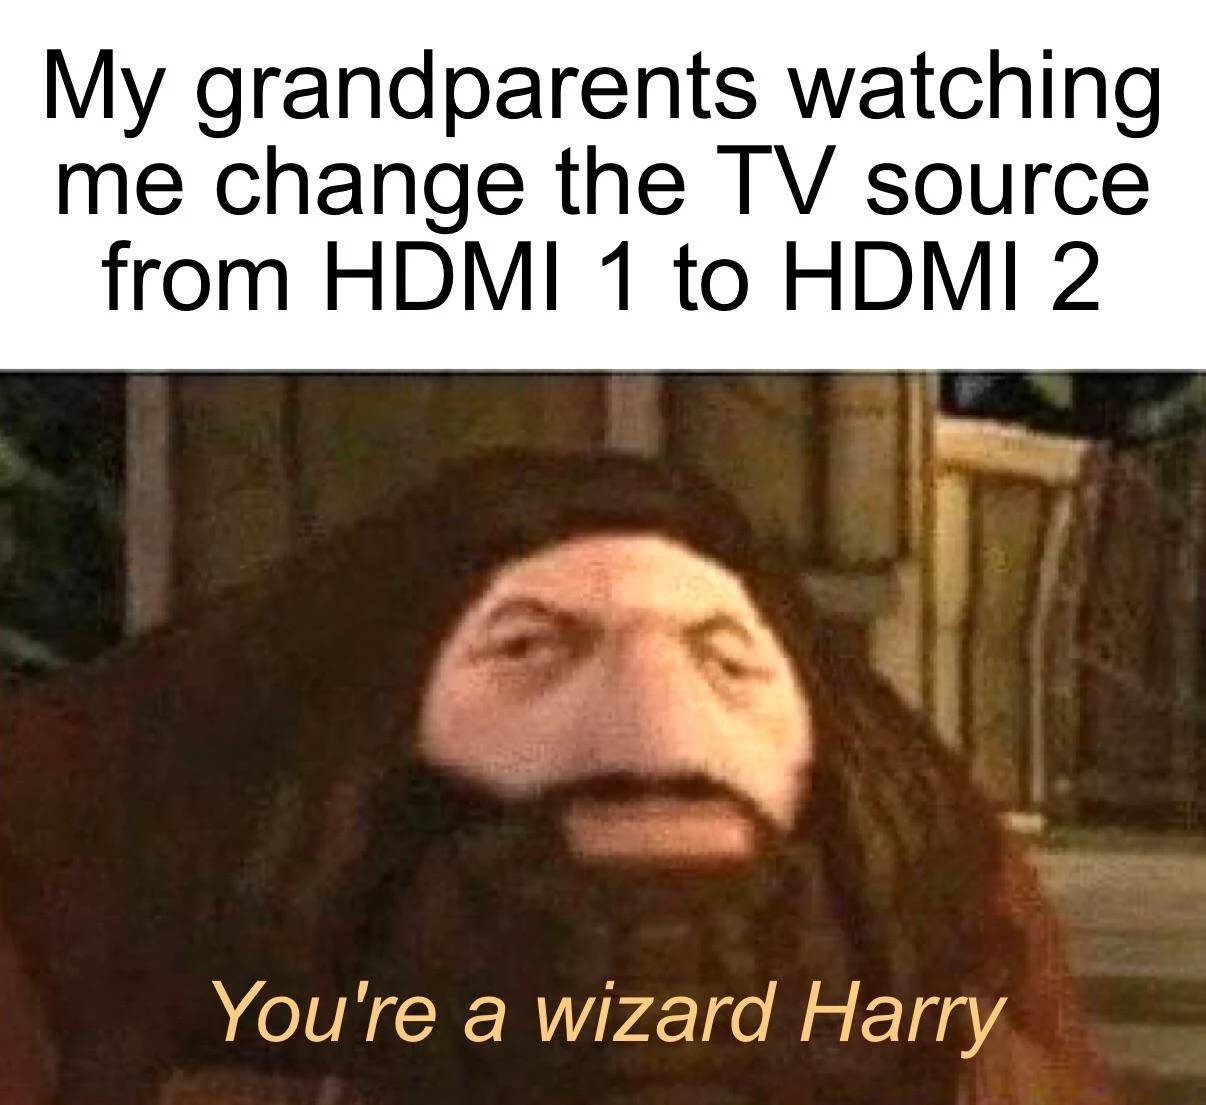 My grandparents watching
me change the TV source
from HDMI 1 to HDMI 2
You're a wizard Harry